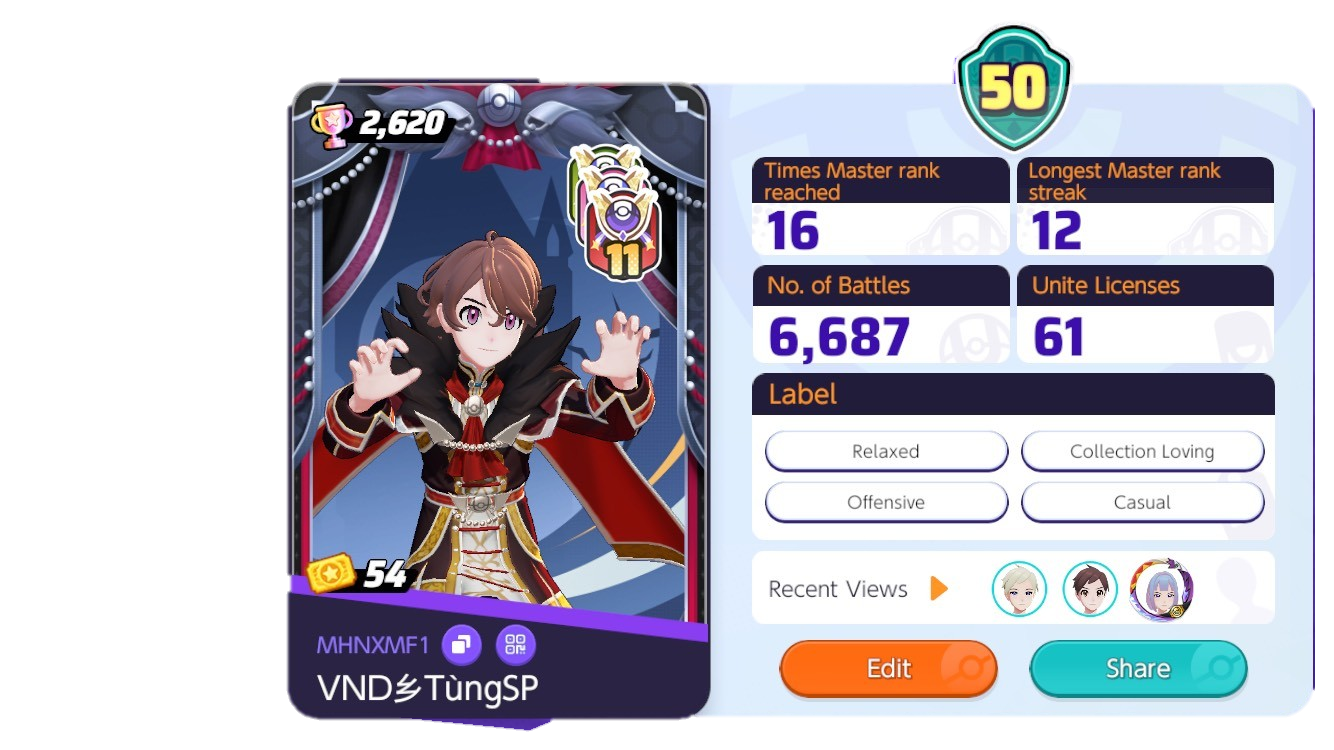 2,620
11
54
MHNXMF1
VND乡TùngSP
50
Times Master rank
reached
16
Longest Master rank
streak
12
No. of Battles
6,687
Unite Licenses
61
Label
Relaxed
Collection Loving
Offensive
Casual
Recent Views
Edit
Share